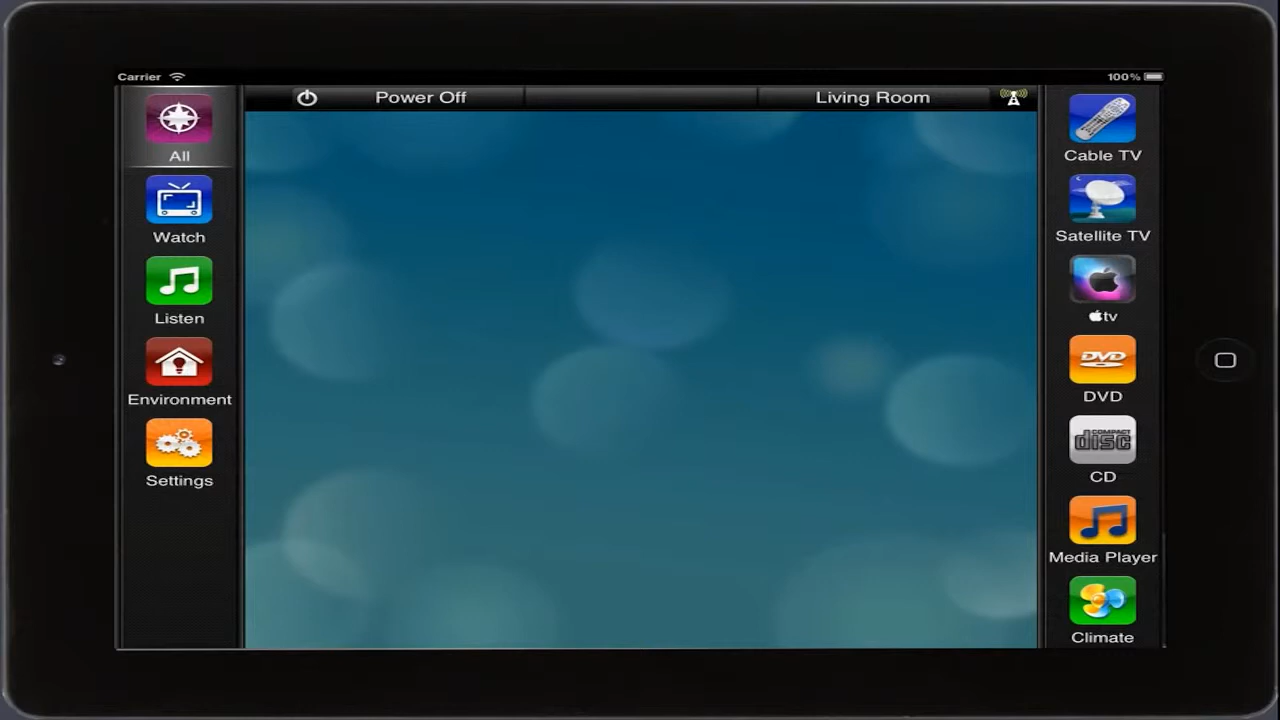 Carrier
100%
Power Off
Living Room
All
Watch
Listen
Environment
Settings
Cable TV
Satellite TV
tv
DVD
DVD
COMPACT
disc
CD
Media Player
Climate